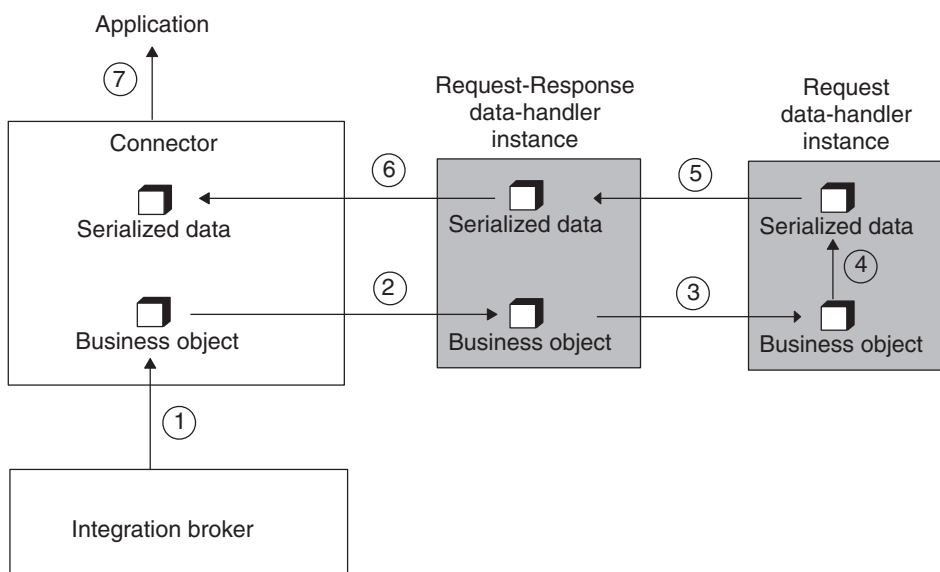 Application
7
Request-Response
data-handler
instance
Request
data-handler
instance
Connector
6
5
Serialized data
Serialized data
Serialized data
4
2
3
Business object
Business object
Business object
1
Integration broker